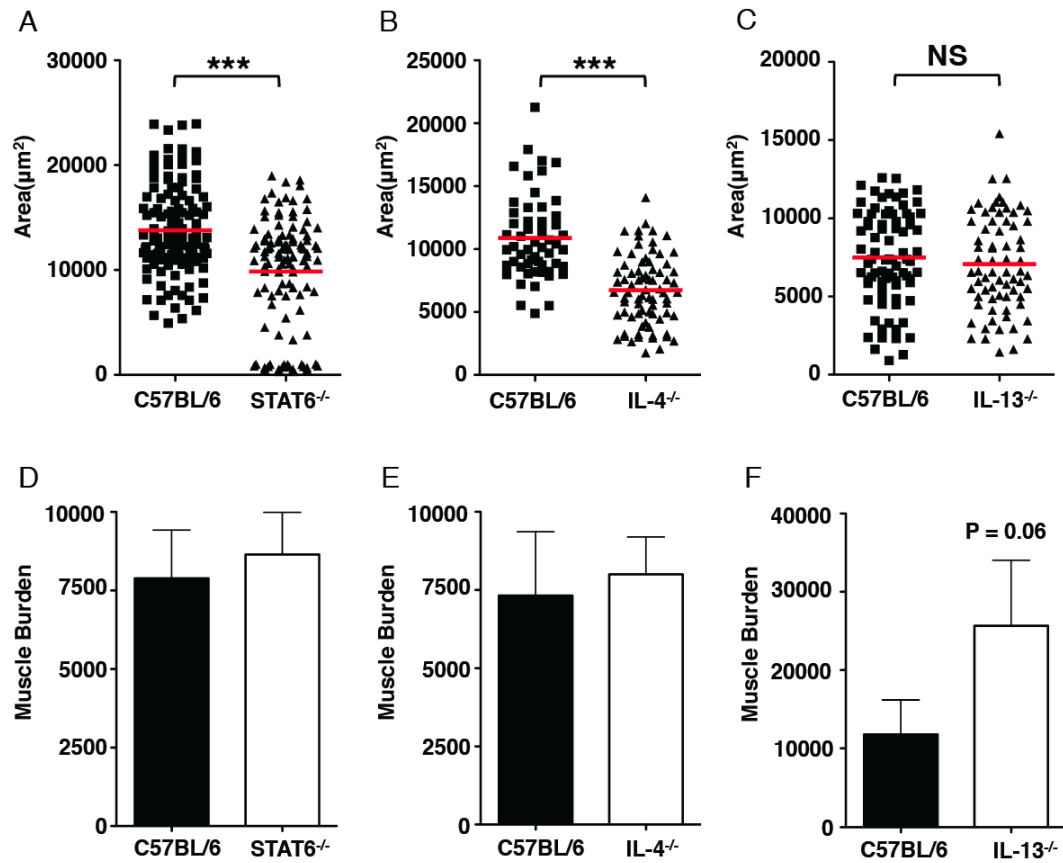 A
30000
20000
10000
0
Area(µm²)
***
C57BL/6
STAT6-/-
B
25000
20000
15000
10000
5000
0
Area(µm²)
***
C57BL/6
IL-4-/-
C
20000
15000
10000
5000
0
Area(µm²)
NS
C57BL/6
IL-13-/-
D
10000
7500
5000
2500
0
Muscle Burden
C57BL/6
STAT6-/-
E
10000
7500
5000
2500
0
Muscle Burden
C57BL/6
IL-4-/-
F
40000
30000
20000
10000
0
Muscle Burden
P = 0.06
C57BL/6
IL-13-/-